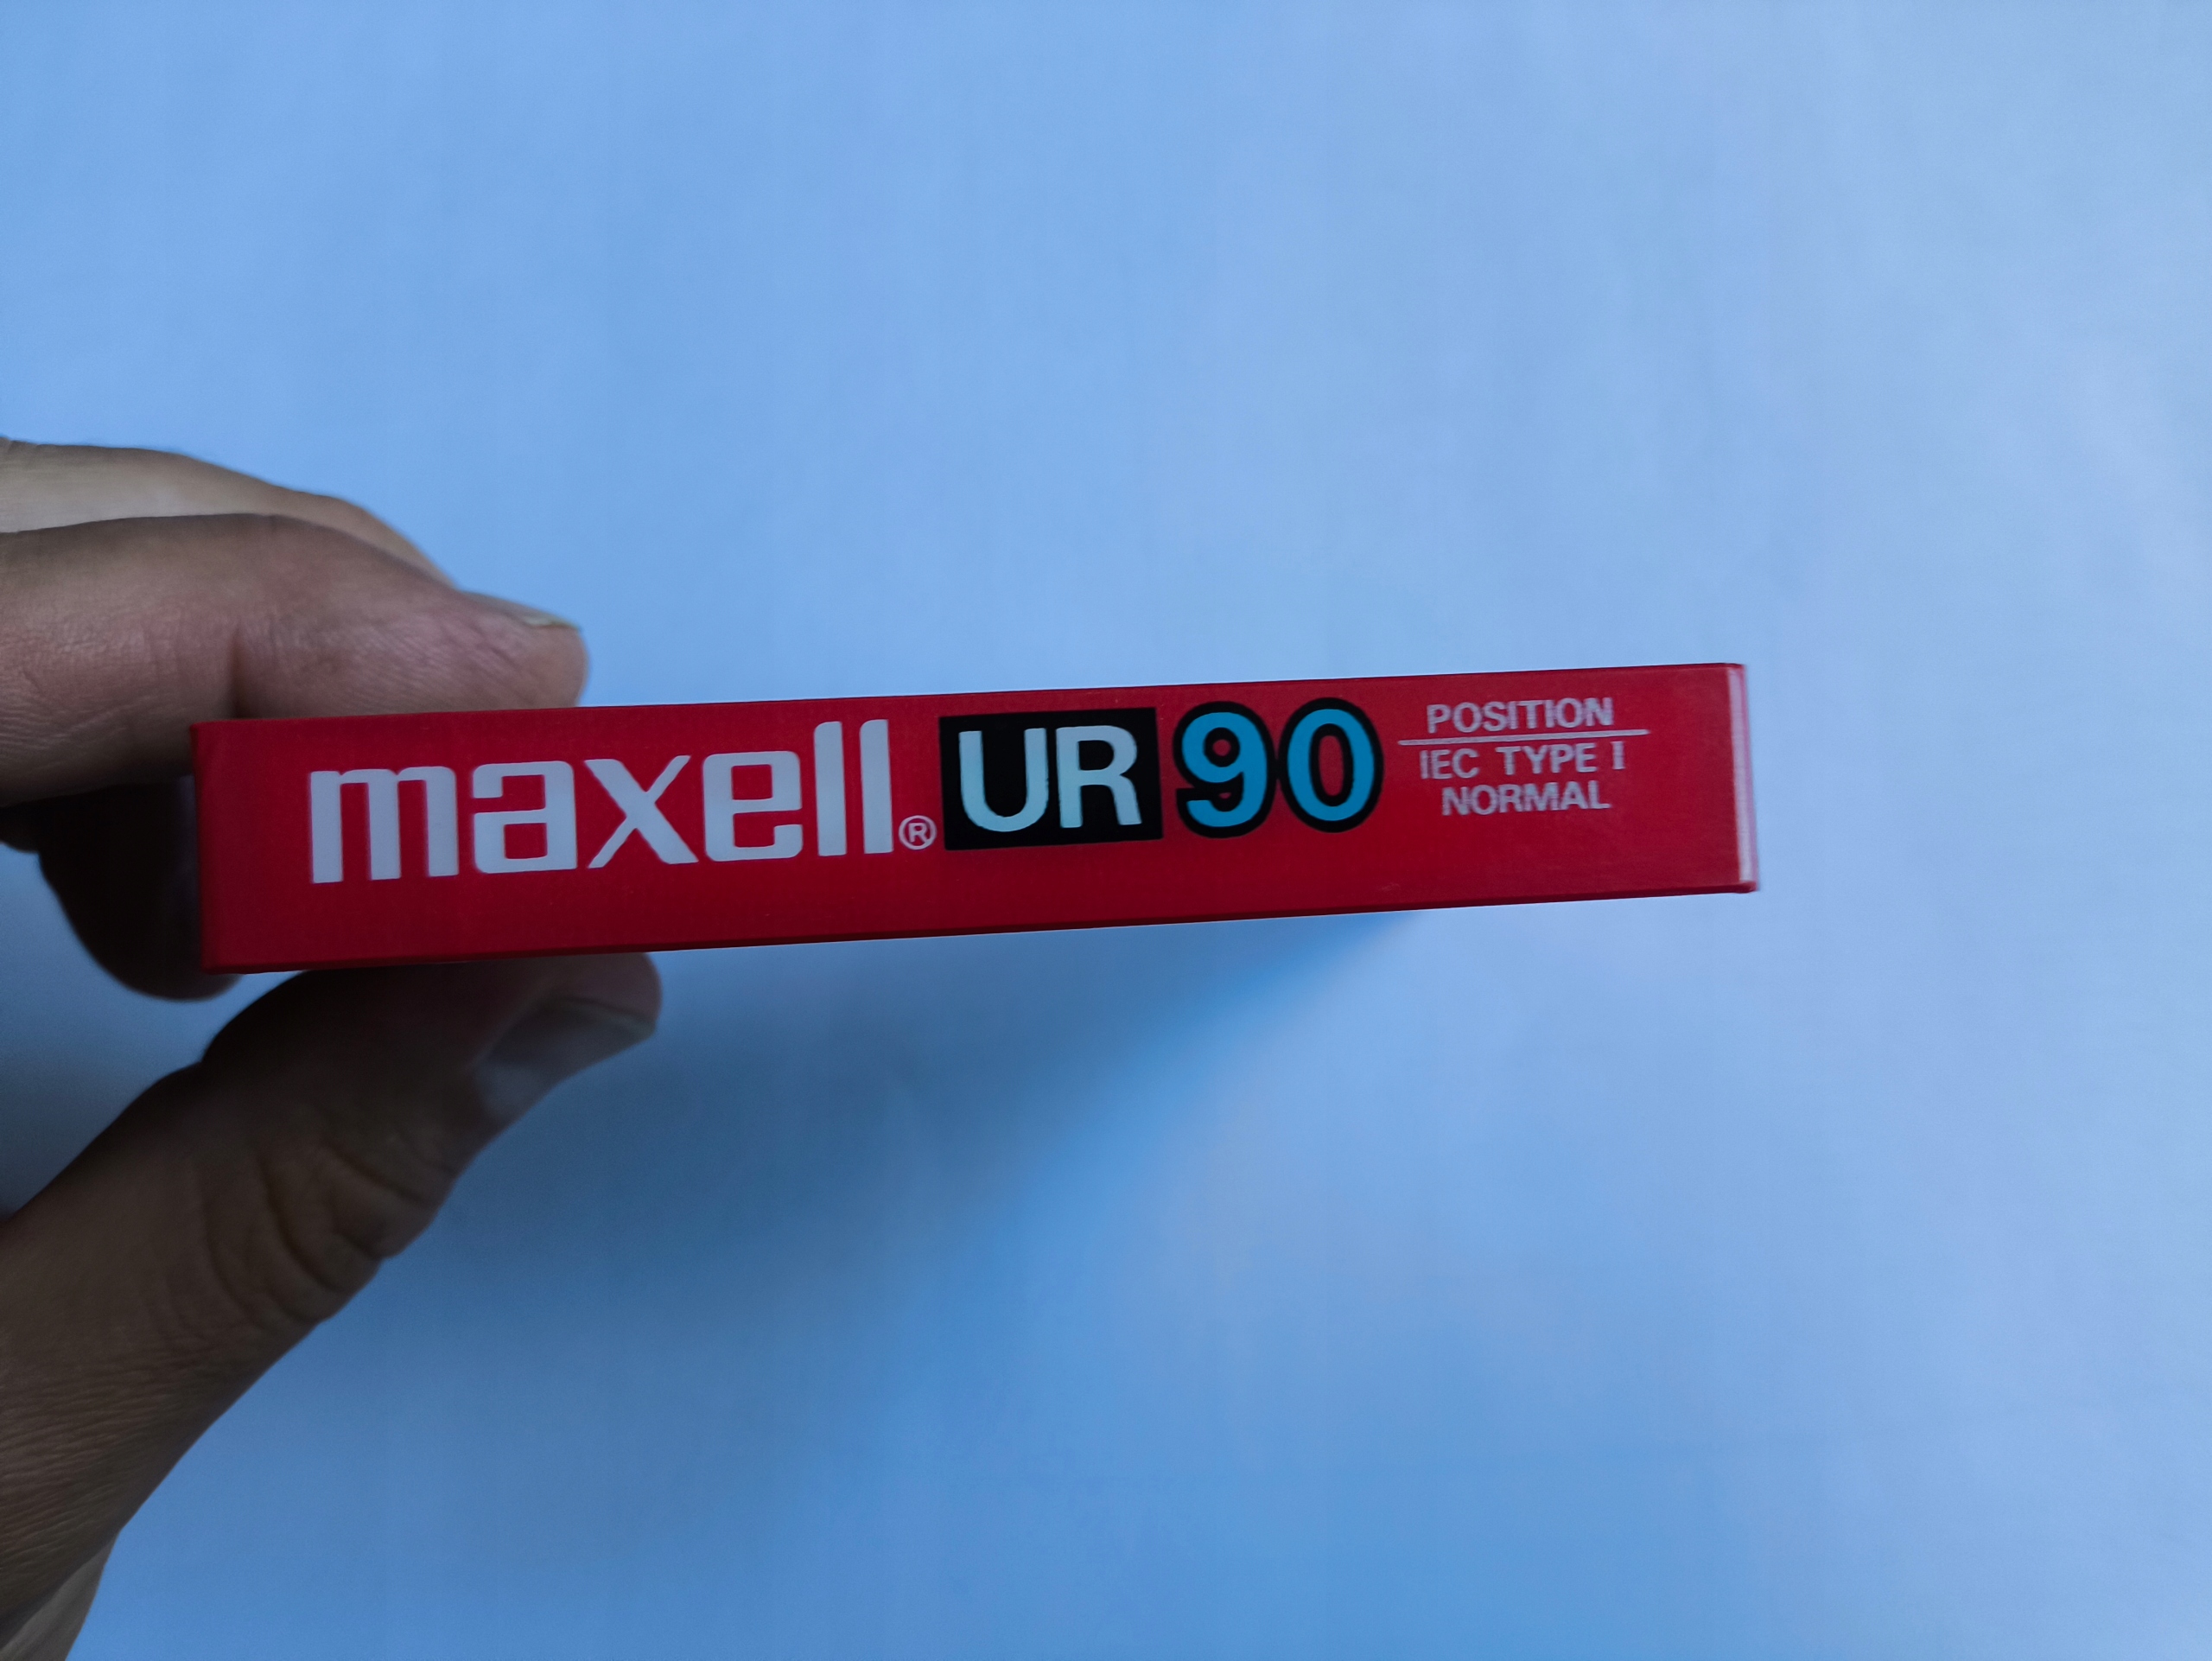 maxell® UR 90
POSITION
IEC TYPE I
NORMAL